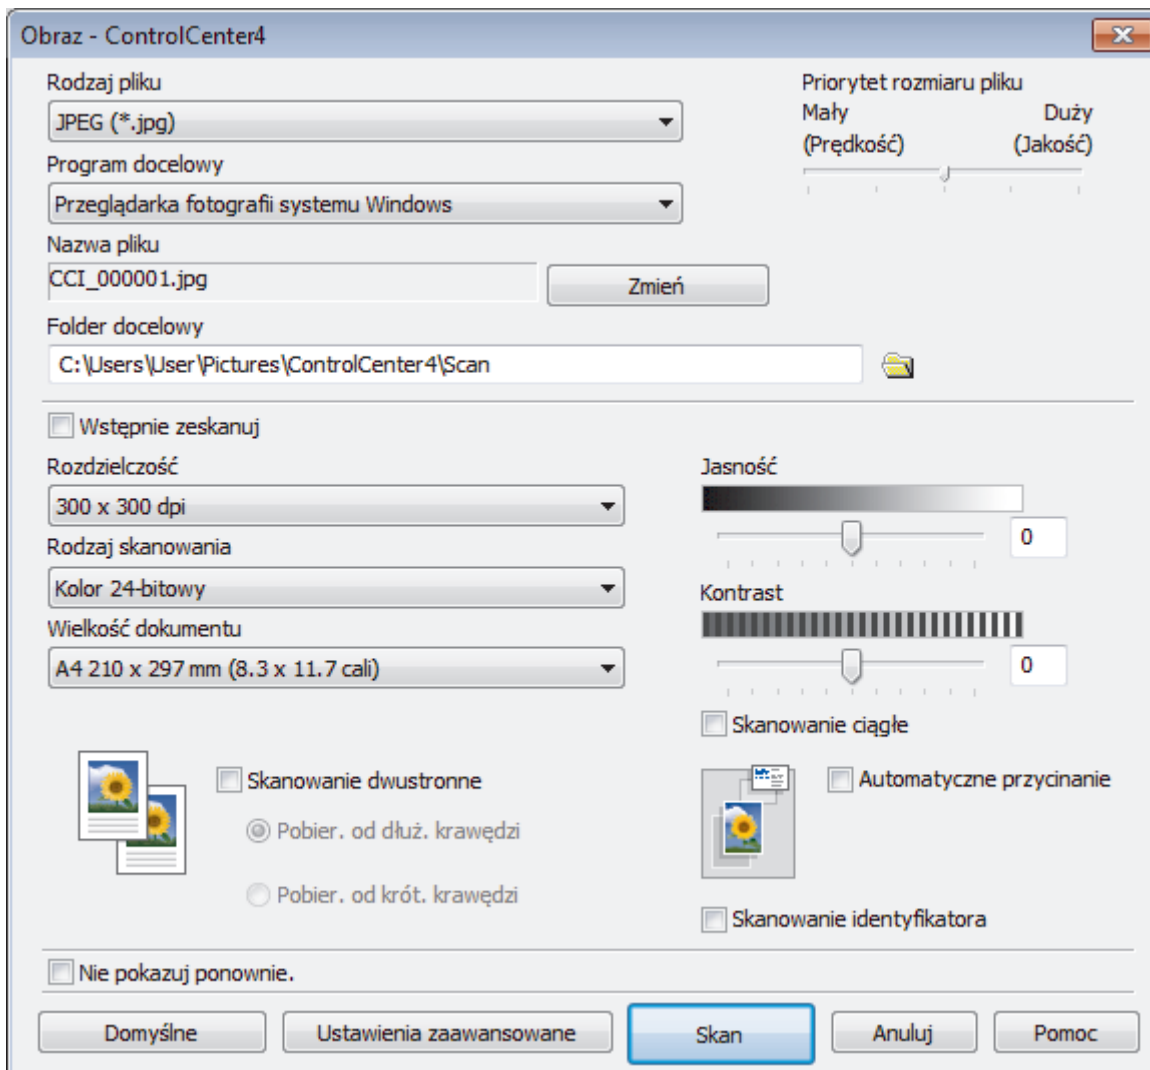 Obraz - ControlCenter4
Rodzaj pliku
JPEG (*.jpg)
Program docelowy
Przeglądarka fotografii systemu Windows
Nazwa pliku
CCI_000001.jpg
Zmień
Folder docelowy
C:\Users\User\Pictures\ControlCenter4\Scan
Priorytet rozmiaru pliku
Mały Duży
(Prędkość) (Jakość)
Wstępnie zeskanuj
Rozdzielczość
300 x 300 dpi
Rodzaj skanowania
Kolor 24-bitowy
Wielkość dokumentu
A4 210 x 297 mm (8.3 x 11.7 cali)
Jasność
0
Kontrast
0
Skanowanie ciągłe
Skanowanie dwustronne
Pobier. od dłuż. krawędzi
Pobier. od krót. krawędzi
Automatyczne przycinanie
Skanowanie identyfikatora
Nie pokazuj ponownie.
Domyślne Ustawienia zaawansowane Skan Anuluj Pomoc